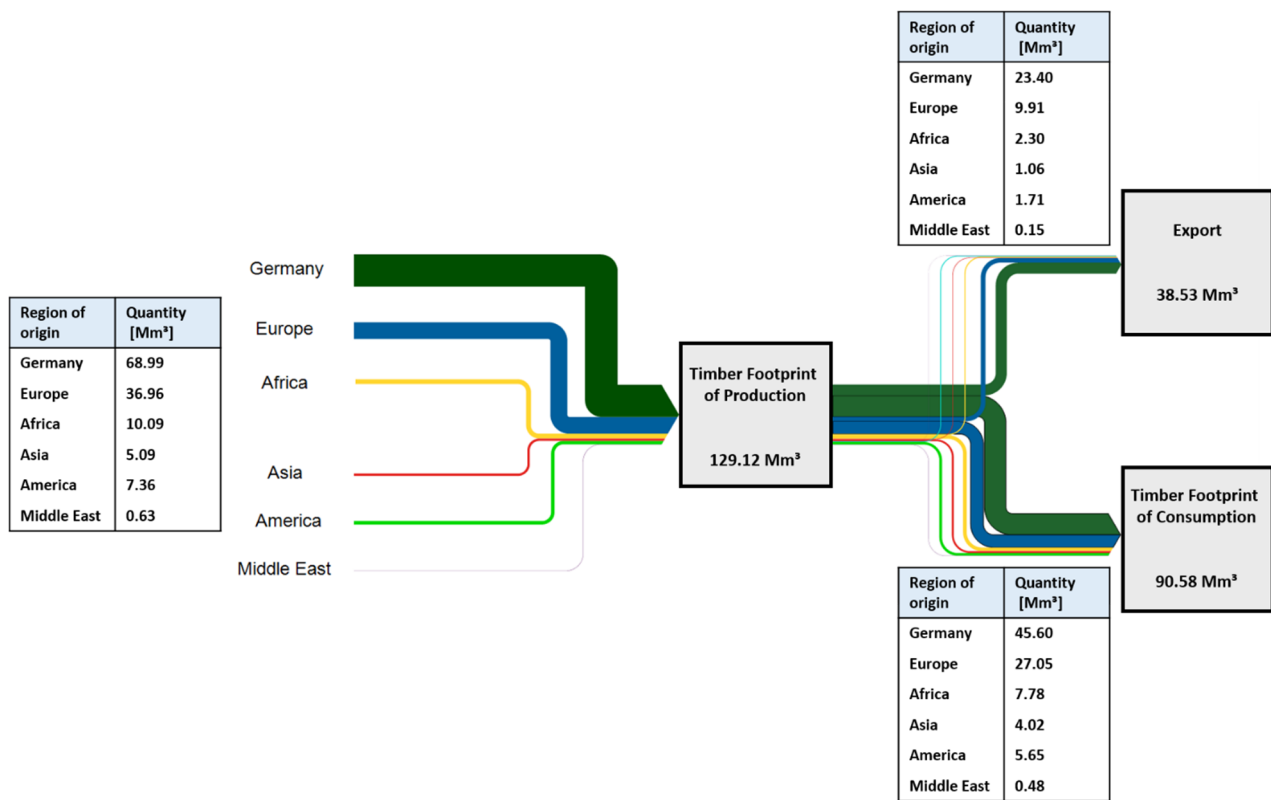 Region of origin Quantity [Mm³]
Germany 68.99
Europe 36.96
Africa 10.09
Asia 5.09
America 7.36
Middle East 0.63
Germany
Europe
Africa
Asia
America
Middle East
Timber Footprint
of Production
129.12 Mm³
Region of origin Quantity [Mm³]
Germany 23.40
Europe 9.91
Africa 2.30
Asia 1.06
America 1.71
Middle East 0.15
Export
38.53 Mm³
Timber Footprint
of Consumption
90.58 Mm³
Region of origin Quantity [Mm³]
Germany 45.60
Europe 27.05
Africa 7.78
Asia 4.02
America 5.65
Middle East 0.48